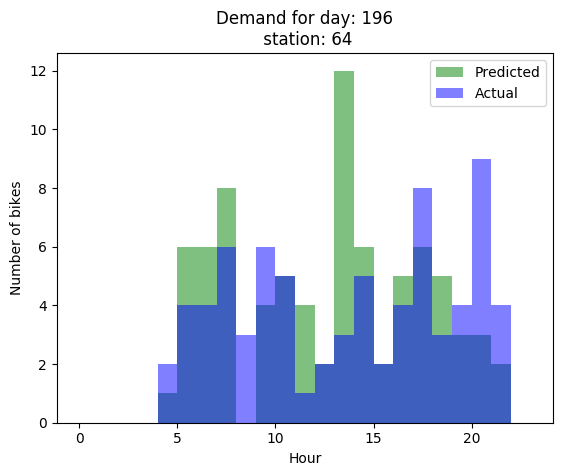 Demand for day: 196
station: 64
Predicted
Actual
Number of bikes
12
10
8
6
4
2
0
0 5 10 15 20
Hour